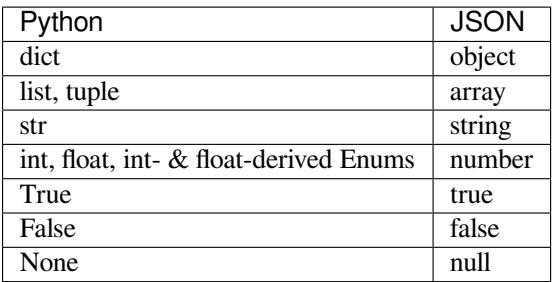 Python JSON
dict object
list, tuple array
str string
int, float, int- & float-derived Enums number
True true
False false
None null